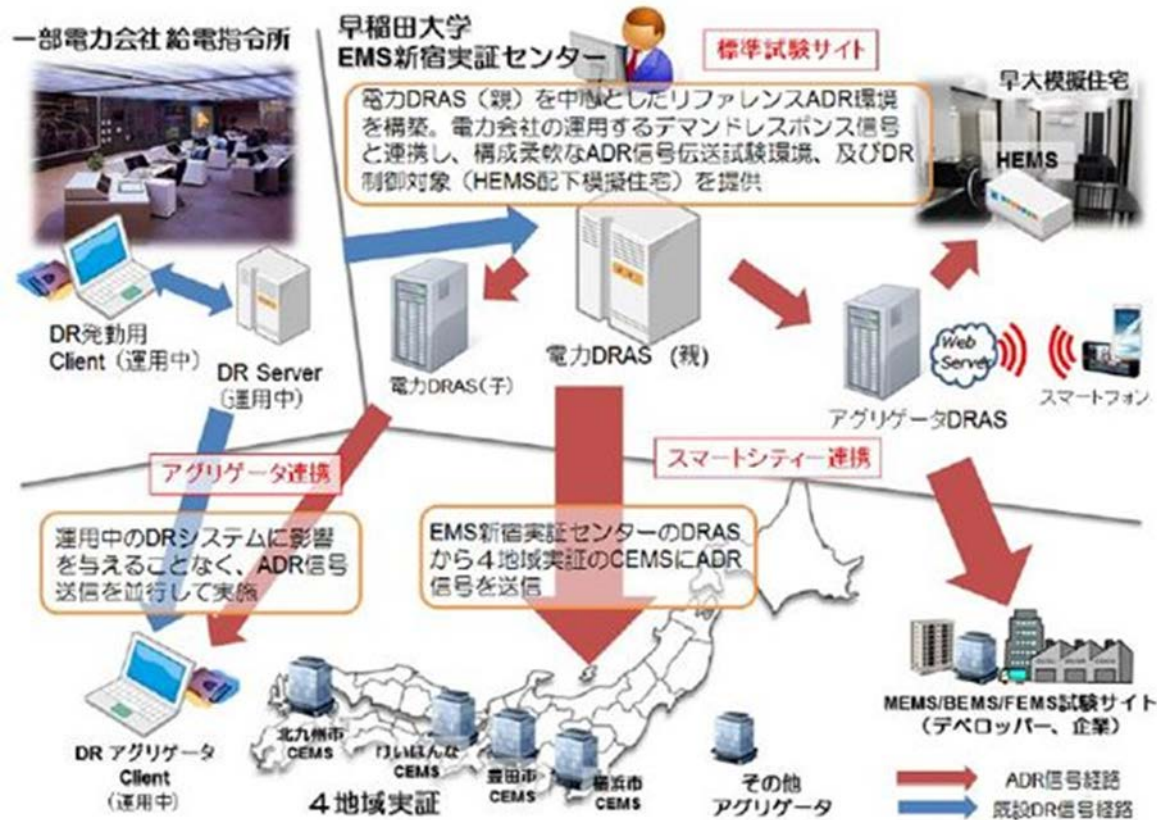 一部電力会社 給電指令所
早稲田大学
EMS新宿実証センター
標準試験サイト
早大模擬住宅
電力DRAS(親)を中心としたリファレンスADR環境
を構築。電力会社の運用するデマンドレスポンス信号
と連携し、構成柔軟なADR信号伝送試験環境、及びDR
制御対象(HEMS配下模擬住宅)を提供
HEMS
DR発動用
Client(運用中)
DR Server
(運用中)
電力DRAS(子)
電力DRAS (親)
Web
Server
アグリゲータDRAS
スマートフォン
アグリゲータ連携
スマートシティー連携
運用中のDRシステムに影響
を与えることなく、ADR信号
送信を並行して実施
EMS新宿実証センターのDRAS
から4地域実証のCEMSにADR
信号を送信
DR アグリゲータ
Client
(運用中)
北九州市
CEMS
けいはんな
CEMS
豊田市
CEMS
横浜市
CEMS
4地域実証
その他
アグリゲータ
MEMS/BEMS/FEMS試験サイト
(デベロッパー、企業)
ADR信号経路
既設DR信号経路